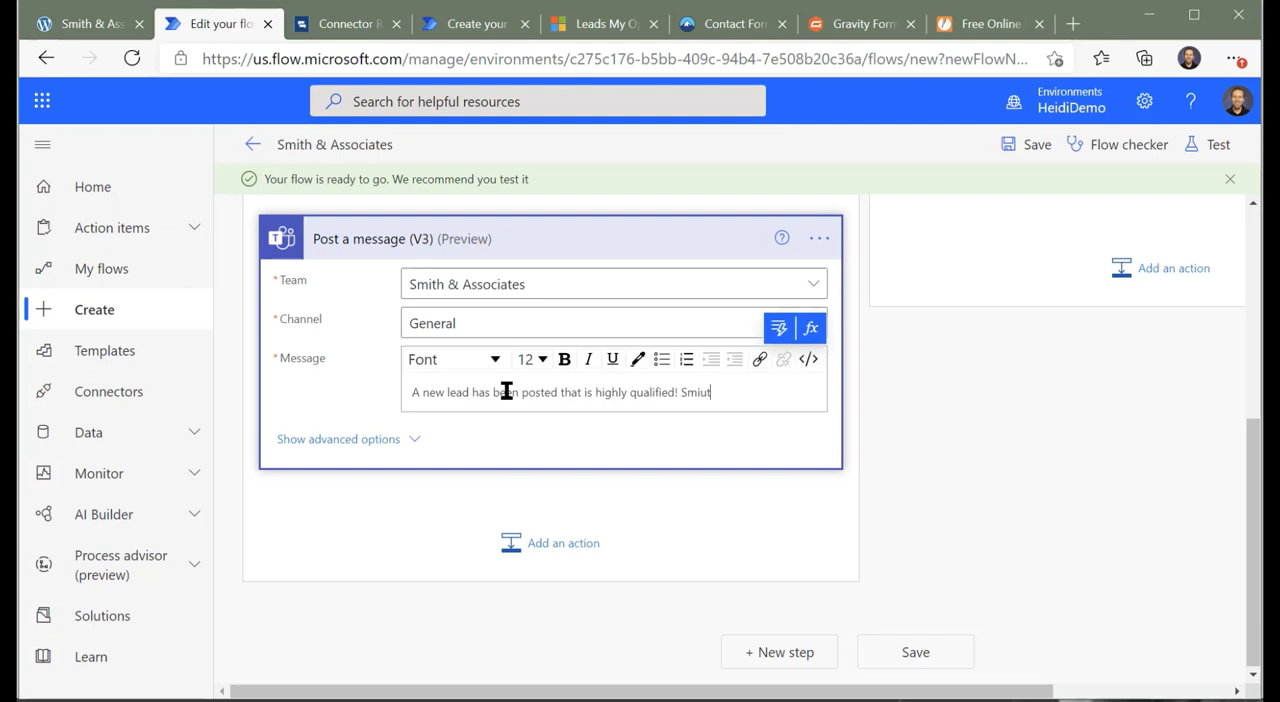 Smith & Ass
Edit your flo
Connector R
Create your
Leads My O
Contact Form
Gravity Form
Free Online
https://us.flow.microsoft.com/manage/environments/c275c176-b5bb-409c-94b4-7e508b20c36a/flows/new?newFlowN...
Search for helpful resources
Environments
HeidiDemo
Smith & Associates
Save
Flow checker
Test
Your flow is ready to go. We recommend you test it
Home
Action items
My flows
Create
Templates
Connectors
Data
Monitor
AI Builder
Process advisor
(preview)
Solutions
Learn
Post a message (V3) (Preview)
* Team
Smith & Associates
* Channel
General
fx
* Message
Font
12
B
I
U
</>
A new lead has been posted that is highly qualified! Smiut
Show advanced options
Add an action
Add an action
+ New step
Save